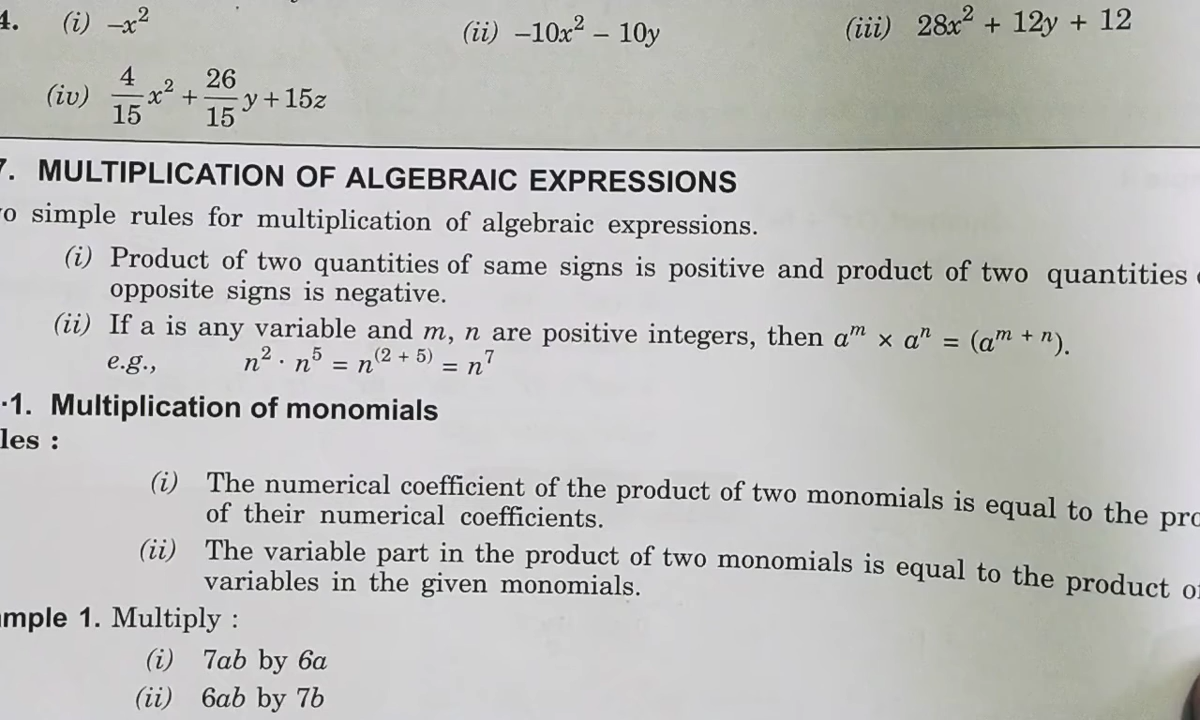 4. (i) –x² (ii) –10x² – 10y (iii) 28x² + 12y + 12
(iv) 4/15 x² + 26/15 y + 15z
7. MULTIPLICATION OF ALGEBRAIC EXPRESSIONS
simple rules for multiplication of algebraic expressions.
(i) Product of two quantities of same signs is positive and product of two quantities
opposite signs is negative.
(ii) If a is any variable and m, n are positive integers, then aᵐ × aⁿ = (aᵐ ⁺ ⁿ).
e.g., n² · n⁵ = n⁽² ⁺ ⁵⁾ = n⁷
·1. Multiplication of monomials
les :
(i) The numerical coefficient of the product of two monomials is equal to the
of their numerical coefficients.
(ii) The variable part in the product of two monomials is equal to the product
variables in the given monomials.
mple 1. Multiply :
(i) 7ab by 6a
(ii) 6ab by 7b